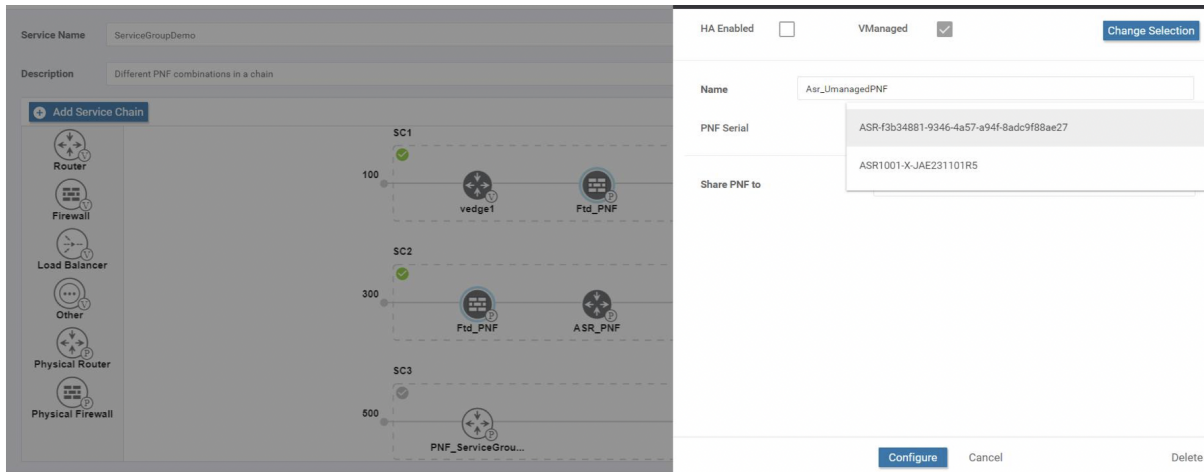 Service Name
ServiceGroupDemo
Description
Different PNF combinations in a chain
Add Service Chain
V
Router
V
Firewall
V
Load Balancer
V
Other
P
Physical Router
P
Physical Firewall
SC1
100
V
vedge1
P
Ftd_PNF
SC2
300
P
Ftd_PNF
P
ASR_PNF
SC3
500
P
PNF_ServiceGrou...
HA Enabled
VManaged
Change Selection
Name
Asr_UmanagedPNF
PNF Serial
ASR-f3b34881-9346-4a57-a94f-8adc9f88ae27
ASR1001-X-JAE231101R5
Share PNF to
Configure
Cancel
Delete